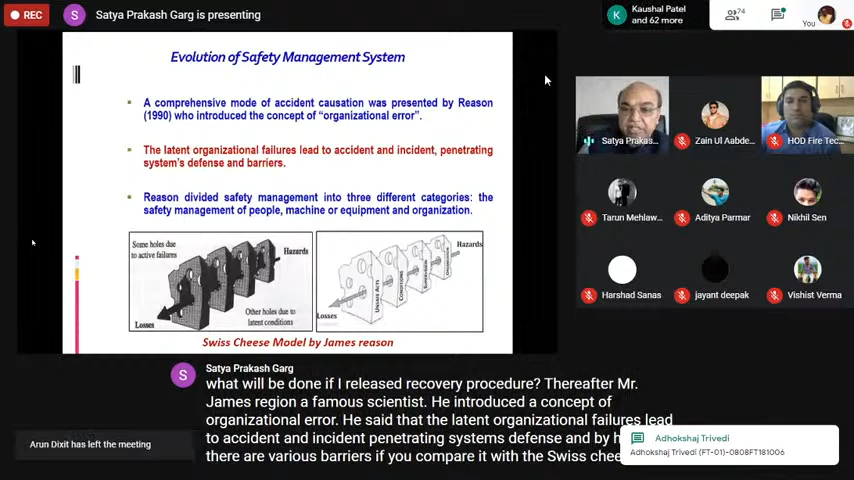 REC
S
Satya Prakash Garg is presenting
K
Kaushal Patel
and 62 more
74
You
Evolution of Safety Management System
A comprehensive mode of accident causation was presented by Reason
(1990) who introduced the concept of “organizational error”.
The latent organizational failures lead to accident and incident, penetrating
system's defense and barriers.
Reason divided safety management into three different categories: the
safety management of people, machine or equipment and organization.
Some holes due
to active failures
Hazards
Other holes due to
latent conditions
Losses
Hazards
UNSAFE ACTS
CONDITIONS
SUPERVISION
Losses
Swiss Cheese Model by James reason
Satya Prakas...
Zain Ul Aabde...
HOD Fire Tec...
Tarun Mehlaw...
Aditya Parmar
Nikhil Sen
Harshad Sanas
jayant deepak
Vishist Verma
S
Satya Prakash Garg
what will be done if I released recovery procedure? Thereafter Mr.
James region a famous scientist. He introduced a concept of
organizational error. He said that the latent organizational failures lead
to accident and incident penetrating systems defense and by h
there are various barriers if you compare it with the Swiss chee
Arun Dixit has left the meeting
Adhokshaj Trivedi
Adhokshaj Trivedi (FT-01)-0808FT181006